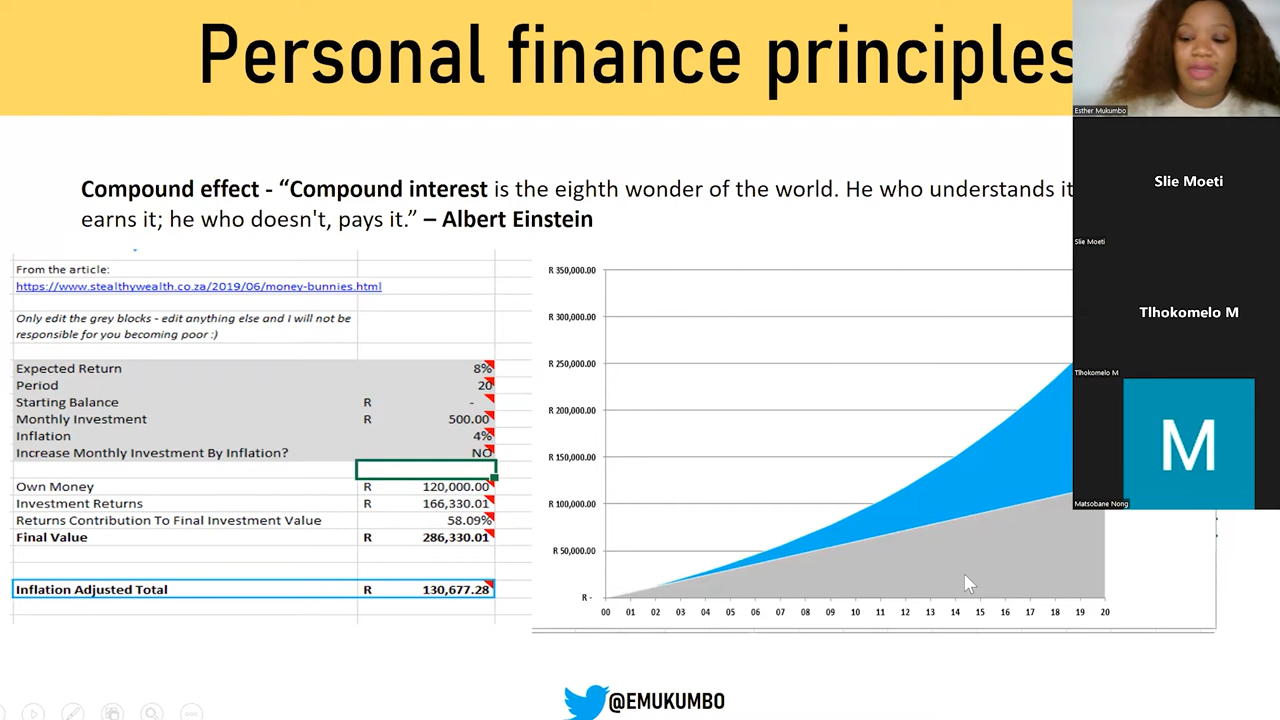 Personal finance principles
Esther Mukumbo
Slie Moeti
Slie Moeti
Tlhokomelo M
Tlhokomelo M
M
Matsobane Nong
Compound effect - “Compound interest is the eighth wonder of the world. He who understands it
earns it; he who doesn't, pays it.” – Albert Einstein
From the article:
https://www.stealthywealth.co.za/2019/06/money-bunnies.html
Only edit the grey blocks - edit anything else and I will not be
responsible for you becoming poor :)
Expected Return 8%
Period 20
Starting Balance R -
Monthly Investment R 500.00
Inflation 4%
Increase Monthly Investment By Inflation? NO
Own Money R 120,000.00
Investment Returns R 166,330.01
Returns Contribution To Final Investment Value 58.09%
Final Value R 286,330.01
Inflation Adjusted Total R 130,677.28
R 350,000.00
R 300,000.00
R 250,000.00
R 200,000.00
R 150,000.00
R 100,000.00
R 50,000.00
R -
00 01 02 03 04 05 06 07 08 09 10 11 12 13 14 15 16 17 18 19 20
@EMUKUMBO